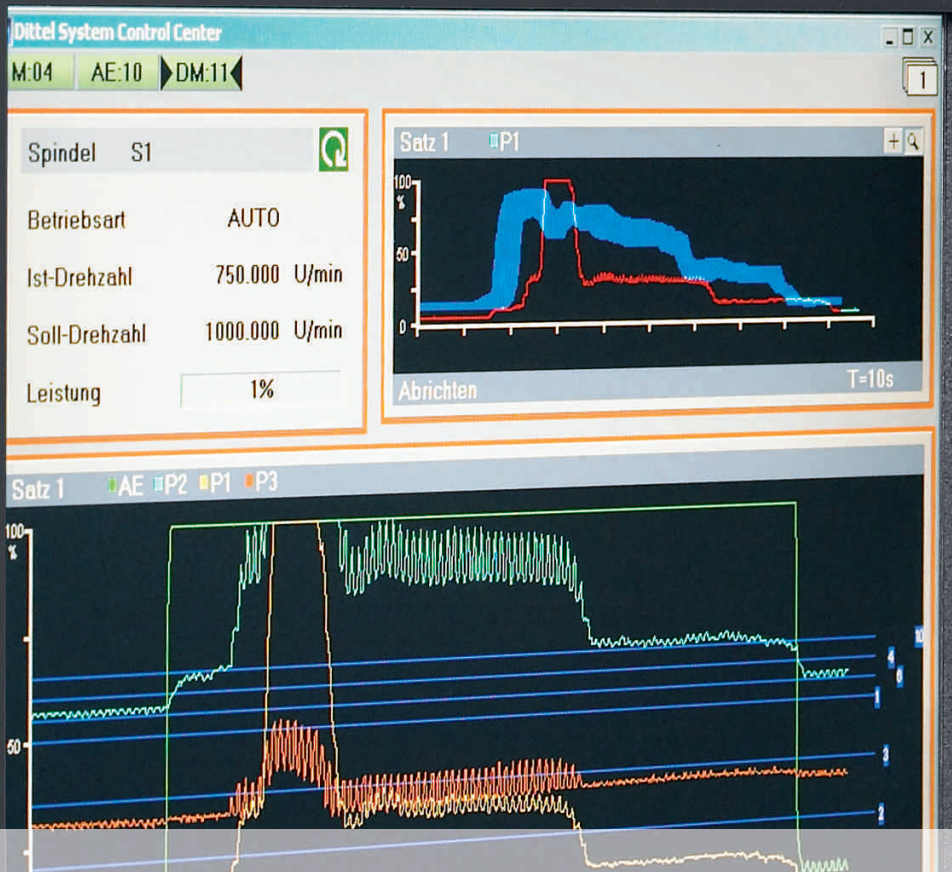 Dittel System Control Center
M:04 AE:10 DM:11
1
Spindel S1
Betriebsart AUTO
Ist-Drehzahl 750.000 U/min
Soll-Drehzahl 1000.000 U/min
Leistung 1%
Satz 1 P1
100
%
50
0
Abrichten T=10s
Satz 1 AE P2 P1 P3
100
%
50
4
6
1
3
2